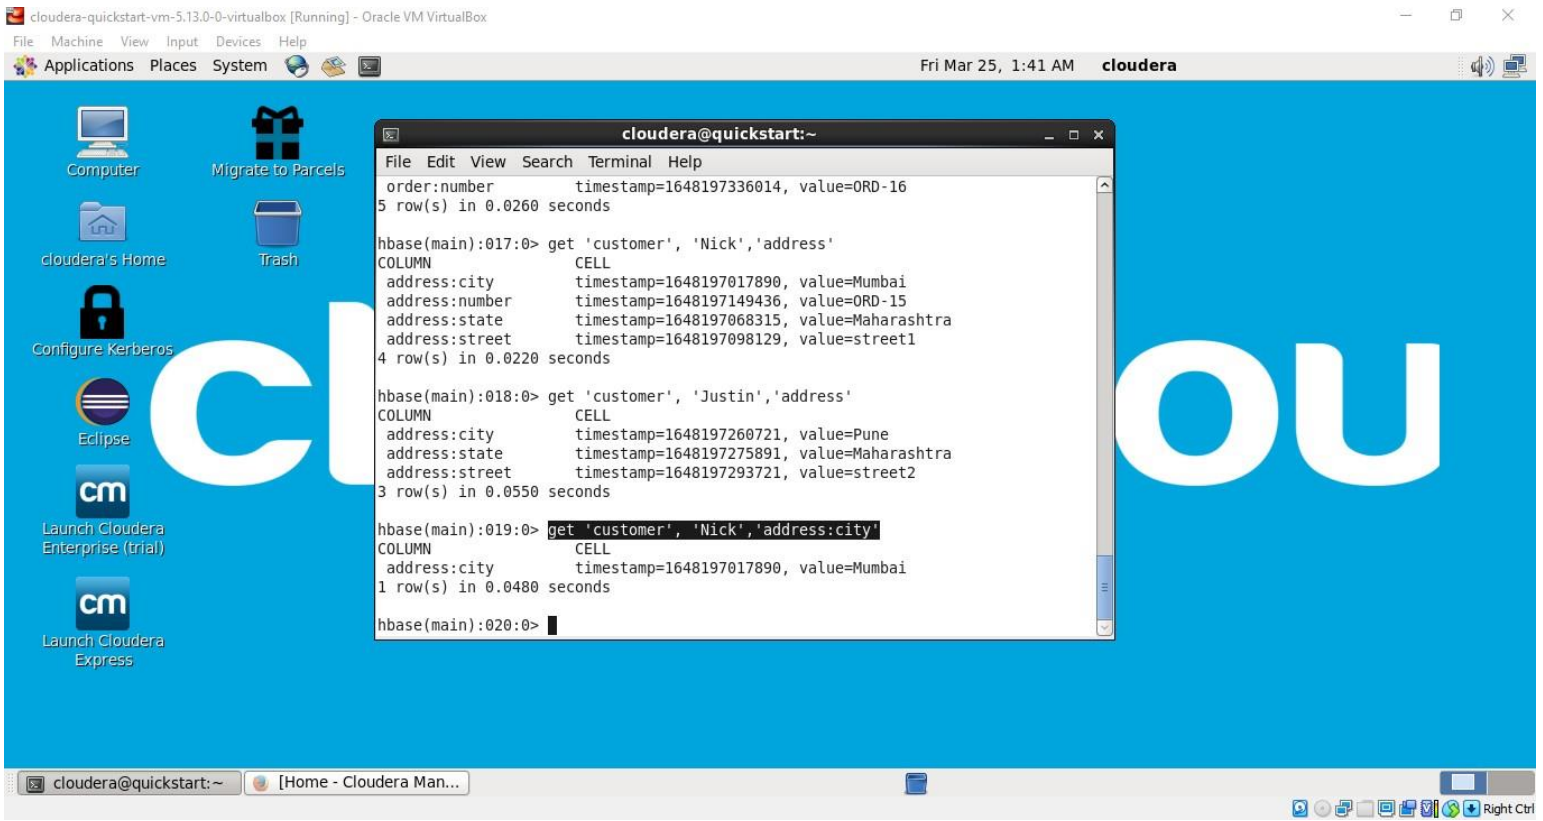 cloudera-quickstart-vm-5.13.0-0-virtualbox [Running] - Oracle VM VirtualBox
File Machine View Input Devices Help
Applications Places System Fri Mar 25, 1:41 AM cloudera
Computer
Migrate to Parcels
cloudera's Home
Trash
Configure Kerberos
Eclipse
cm
Launch Cloudera
Enterprise (trial)
cm
Launch Cloudera
Express
cl
ou
cloudera@quickstart:~
File Edit View Search Terminal Help
order:number timestamp=1648197336014, value=ORD-16
5 row(s) in 0.0260 seconds
hbase(main):017:0> get 'customer', 'Nick','address'
COLUMN CELL
address:city timestamp=1648197017890, value=Mumbai
address:number timestamp=1648197149436, value=ORD-15
address:state timestamp=1648197068315, value=Maharashtra
address:street timestamp=1648197098129, value=street1
4 row(s) in 0.0220 seconds
hbase(main):018:0> get 'customer', 'Justin','address'
COLUMN CELL
address:city timestamp=1648197260721, value=Pune
address:state timestamp=1648197275891, value=Maharashtra
address:street timestamp=1648197293721, value=street2
3 row(s) in 0.0550 seconds
hbase(main):019:0> get 'customer', 'Nick','address:city'
COLUMN CELL
address:city timestamp=1648197017890, value=Mumbai
1 row(s) in 0.0480 seconds
hbase(main):020:0>
cloudera@quickstart:~ [Home - Cloudera Man...
Right Ctrl